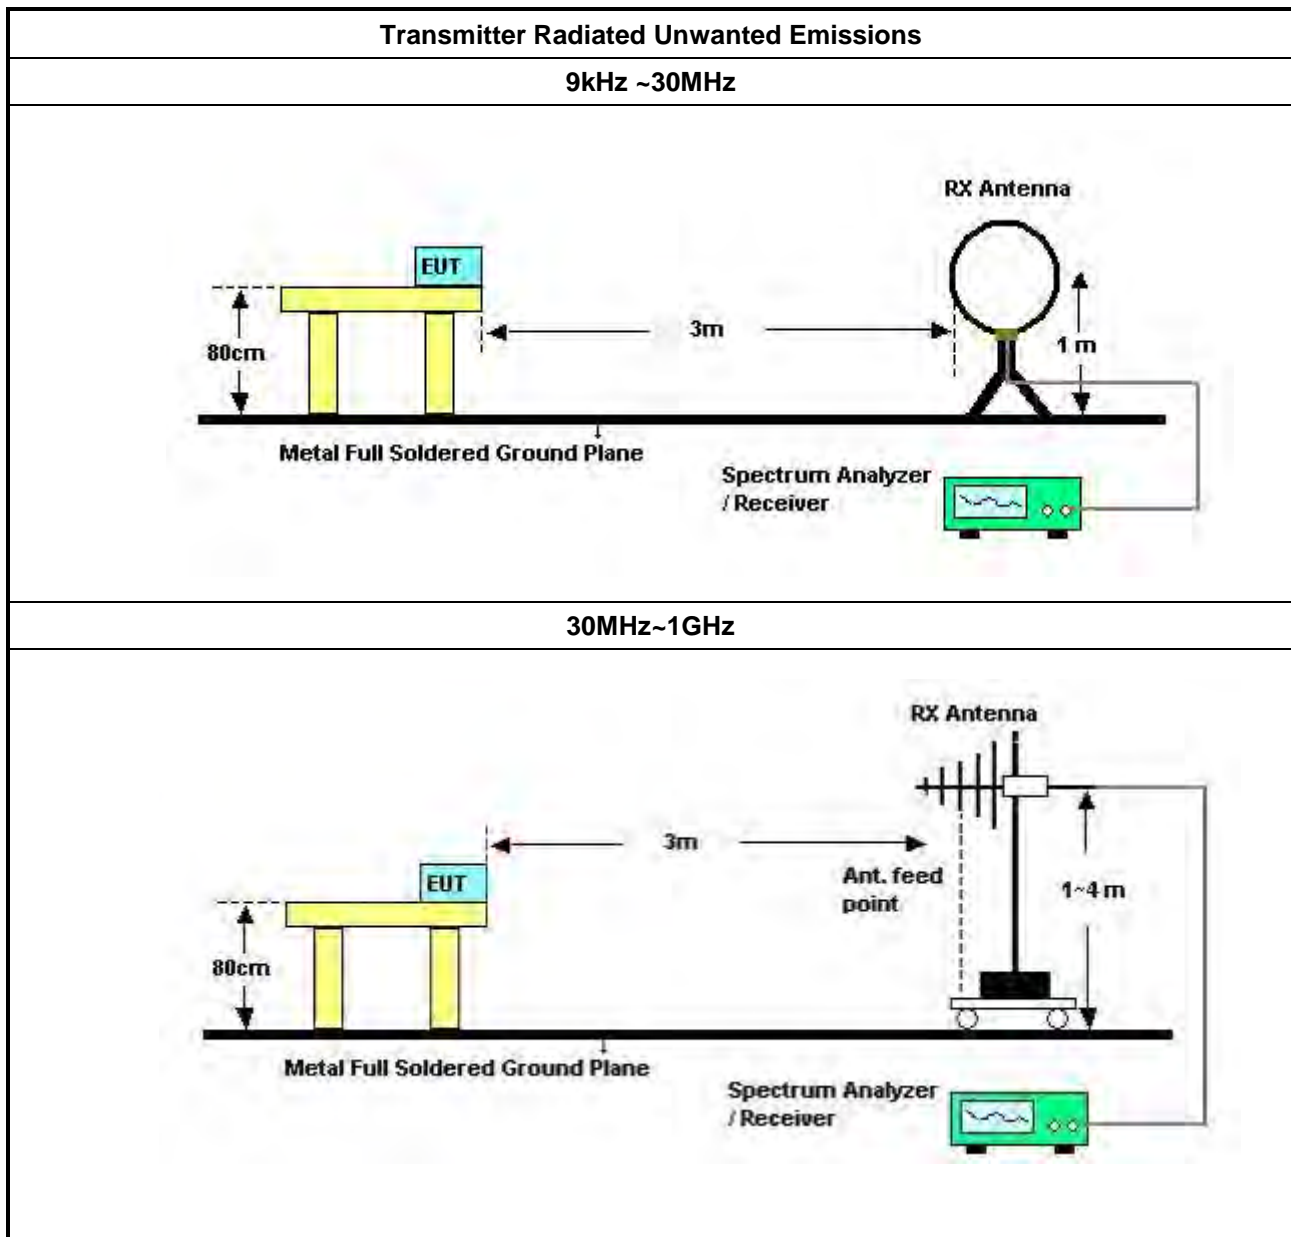 Transmitter Radiated Unwanted Emissions
9kHz ~30MHz
RX Antenna
EUT
3m
80cm
1 m
Metal Full Soldered Ground Plane
Spectrum Analyzer
/ Receiver
30MHz~1GHz
RX Antenna
3m
EUT
Ant. feed
point
1~4 m
80cm
Metal Full Soldered Ground Plane
Spectrum Analyzer
/ Receiver